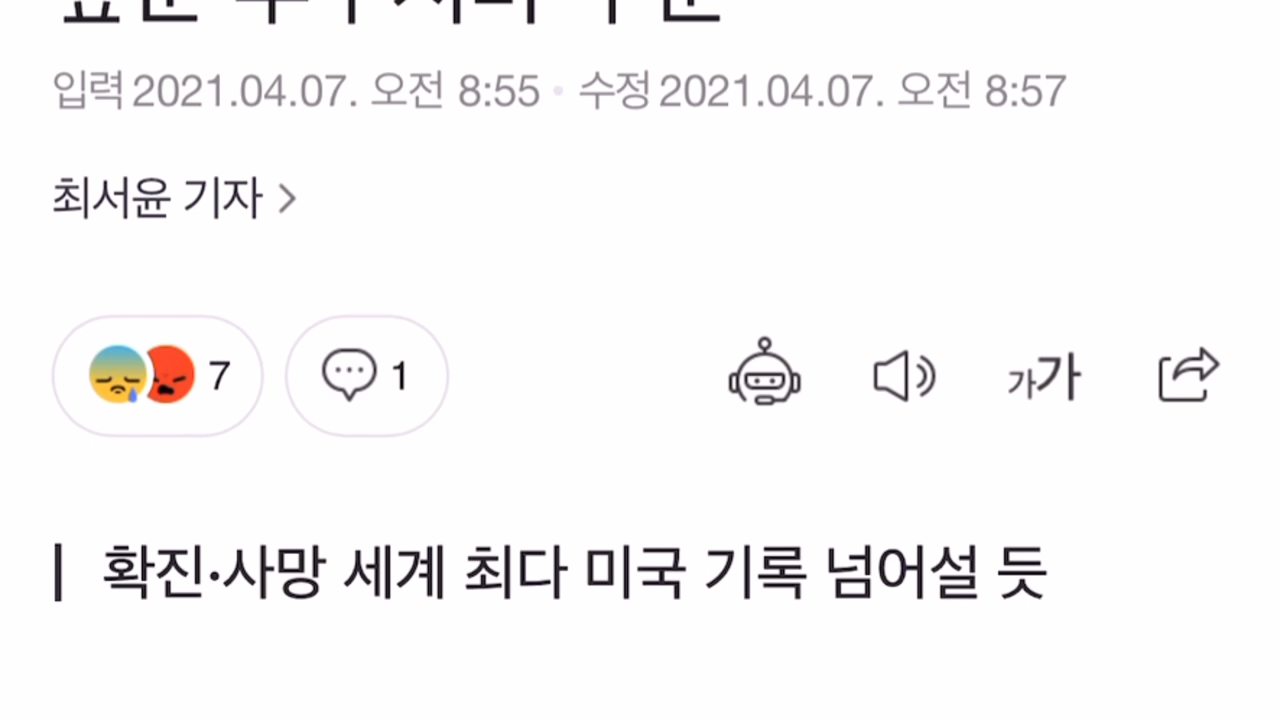 입력 2021.04.07. 오전 8:55 · 수정 2021.04.07. 오전 8:57
최서윤 기자 >
7 1 가가
확진·사망 세계 최다 미국 기록 넘어설 듯